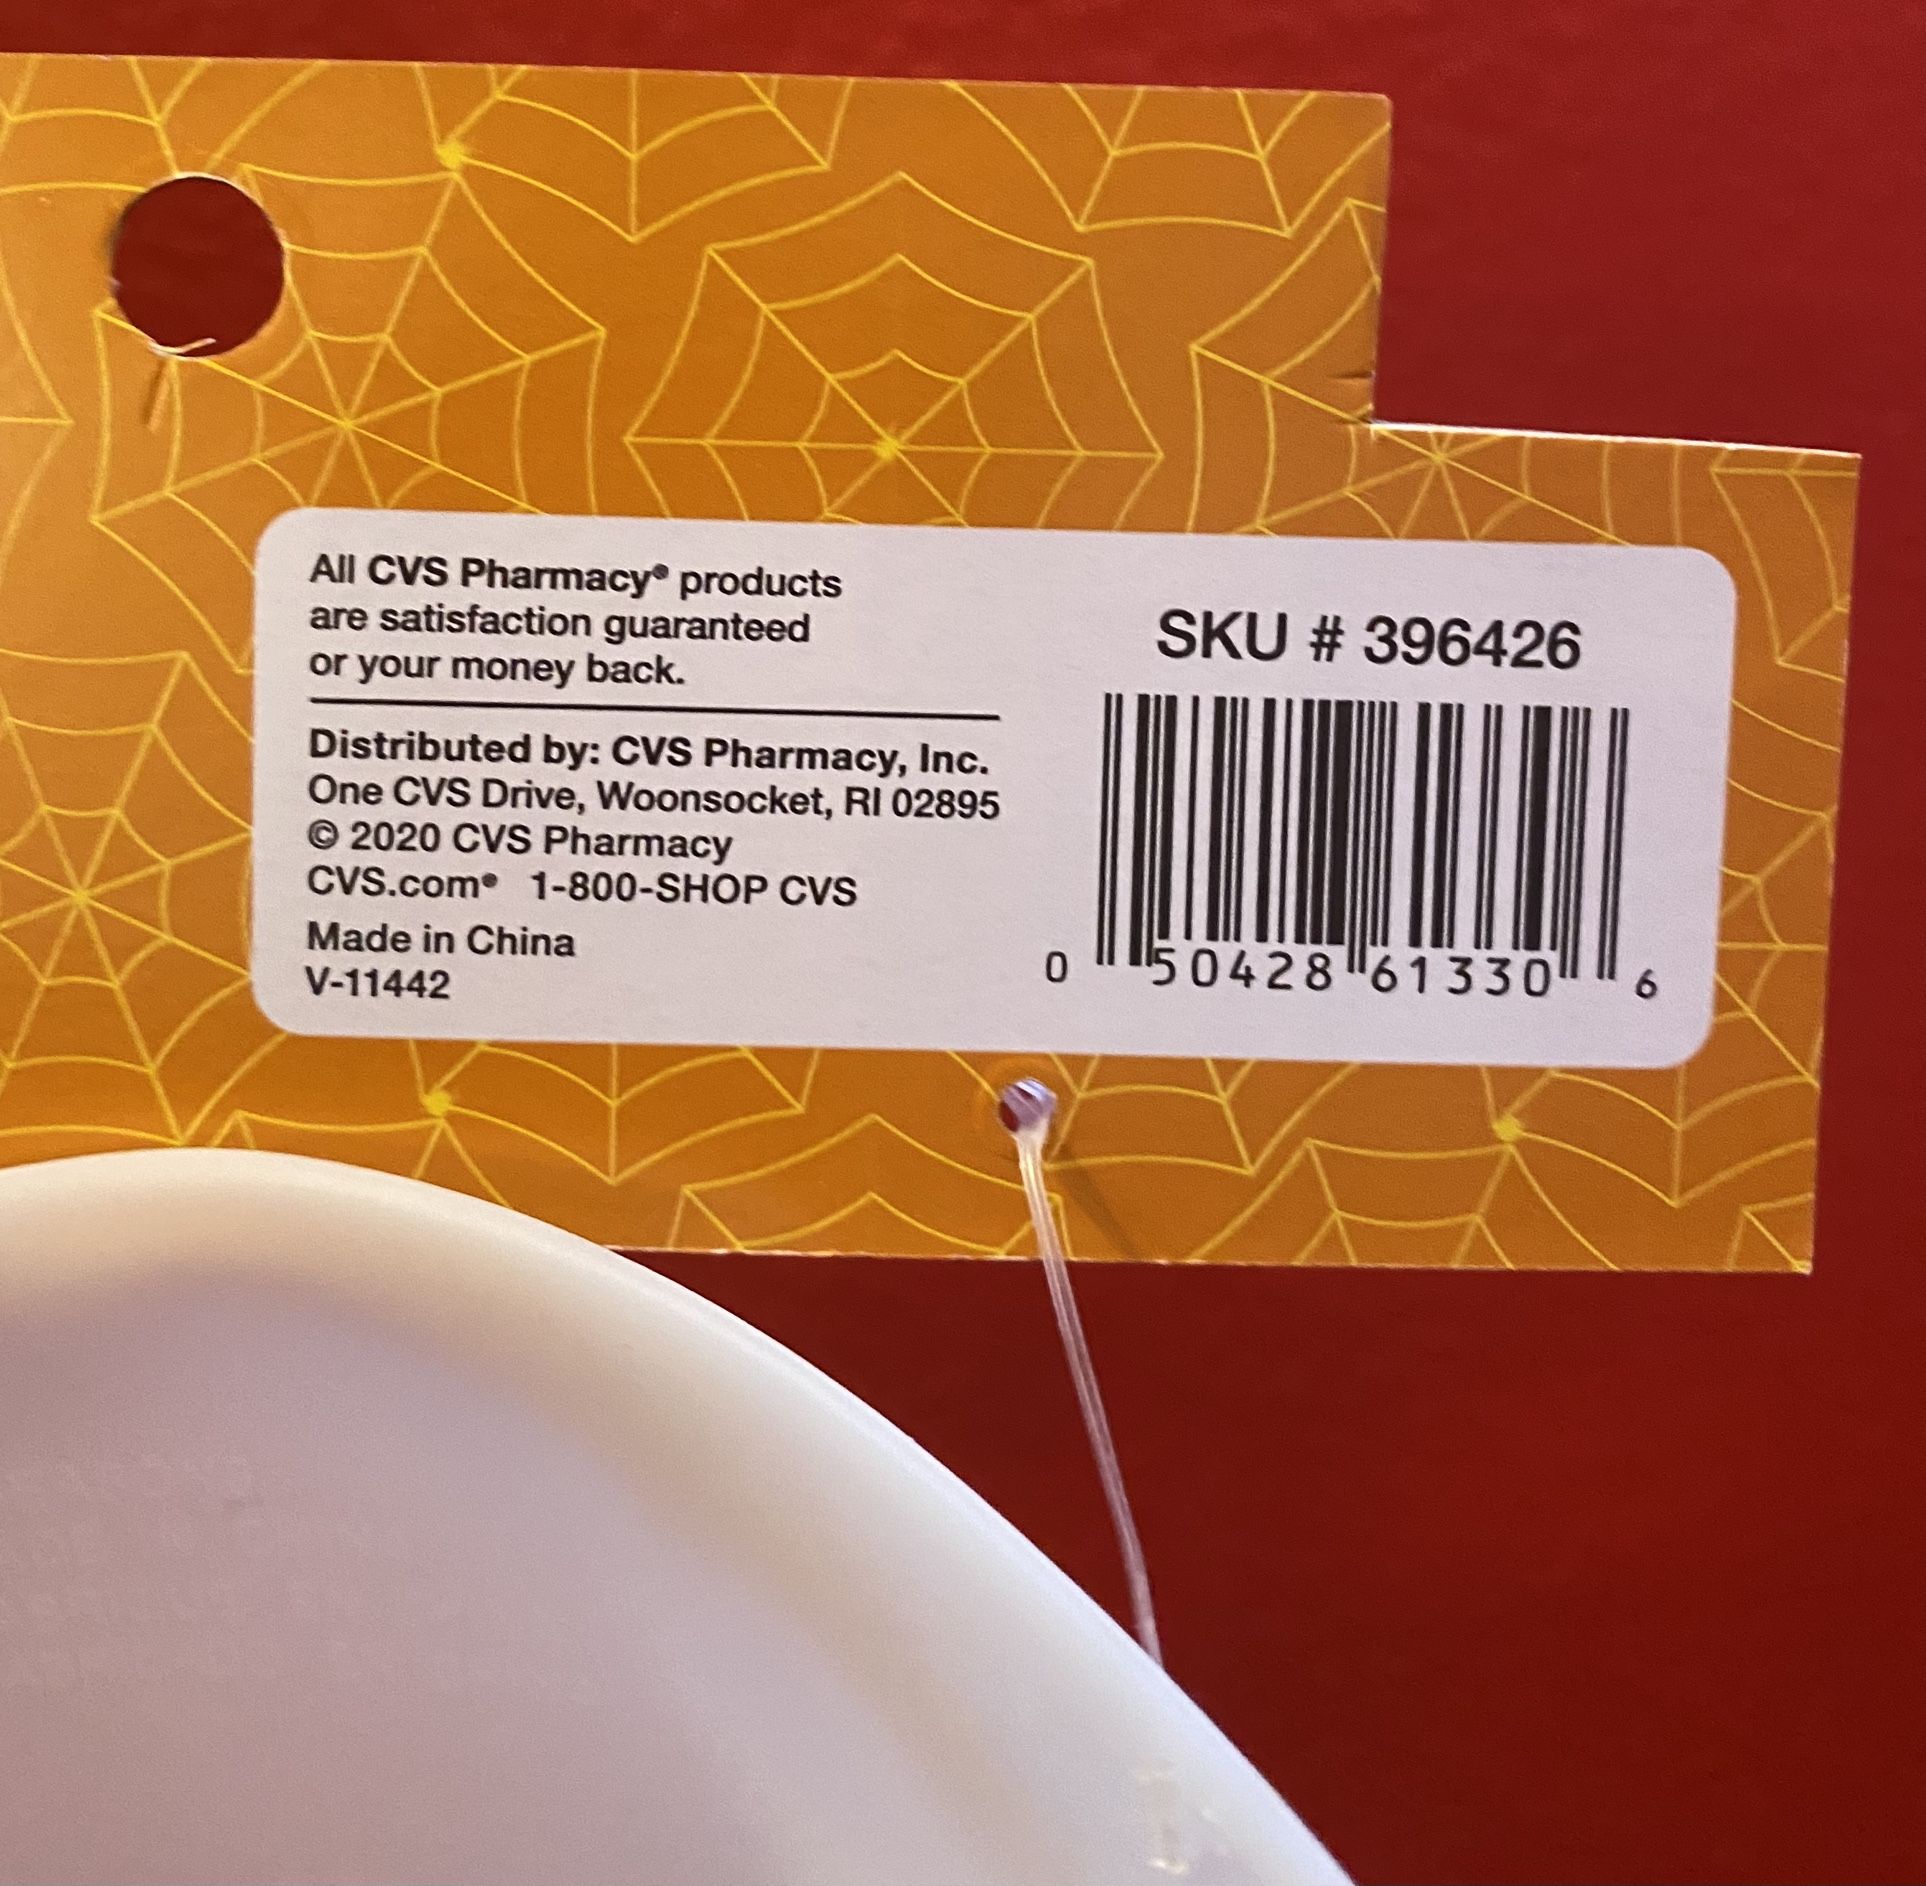 All CVS Pharmacy® products
are satisfaction guaranteed
or your money back.
Distributed by: CVS Pharmacy, Inc.
One CVS Drive, Woonsocket, RI 02895
© 2020 CVS Pharmacy
CVS.com® 1-800-SHOP CVS
Made in China
V-11442
SKU # 396426
0 50428 61330 6